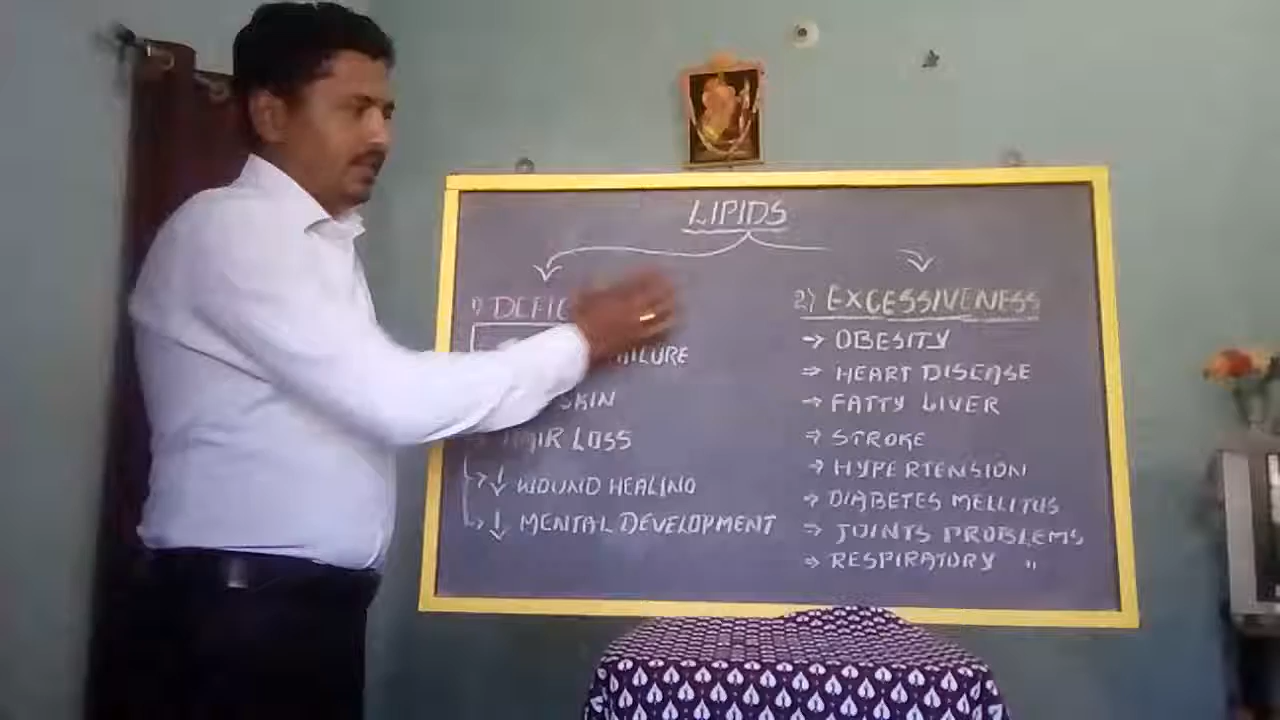 LIPIDS
1) DEFIC
FAILURE
SKIN
HAIR LOSS
→ ↓ WOUND HEALING
→ ↓ MENTAL DEVELOPMENT
2) EXCESSIVENESS
→ OBESITY
→ HEART DISEASE
→ FATTY LIVER
→ STROKE
→ HYPERTENSION
→ DIABETES MELLITUS
→ JOINTS PROBLEMS
→ RESPIRATORY "